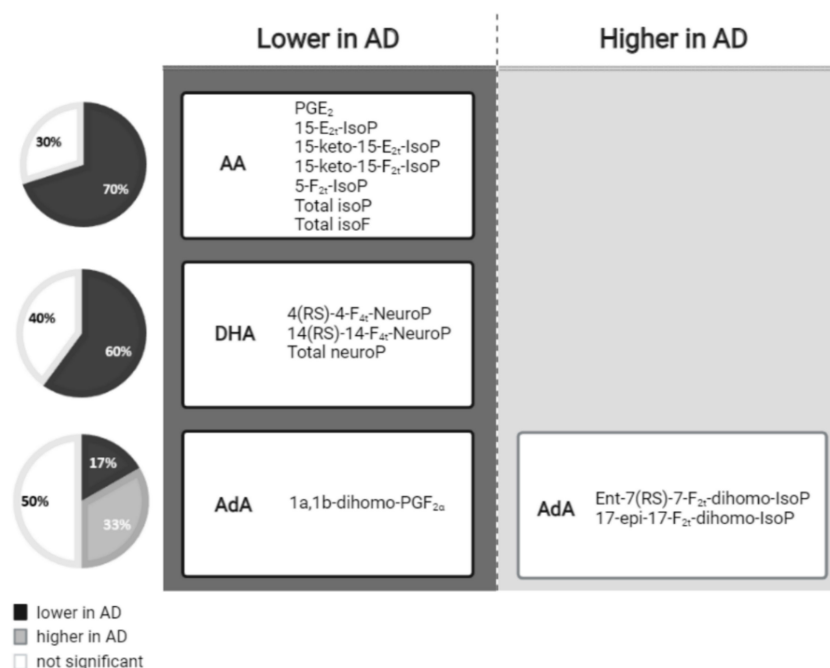 Lower in AD
Higher in AD
30%
70%
AA
PGE₂
15-E₂ₜ-IsoP
15-keto-15-E₂ₜ-IsoP
15-keto-15-F₂ₜ-IsoP
5-F₂ₜ-IsoP
Total isoP
Total isoF
40%
60%
DHA
4(RS)-4-F₄ₜ-NeuroP
14(RS)-14-F₄ₜ-NeuroP
Total neuroP
17%
50%
33%
AdA
1a,1b-dihomo-PGF₂α
AdA
Ent-7(RS)-7-F₂ₜ-dihomo-IsoP
17-epi-17-F₂ₜ-dihomo-IsoP
lower in AD
higher in AD
not significant